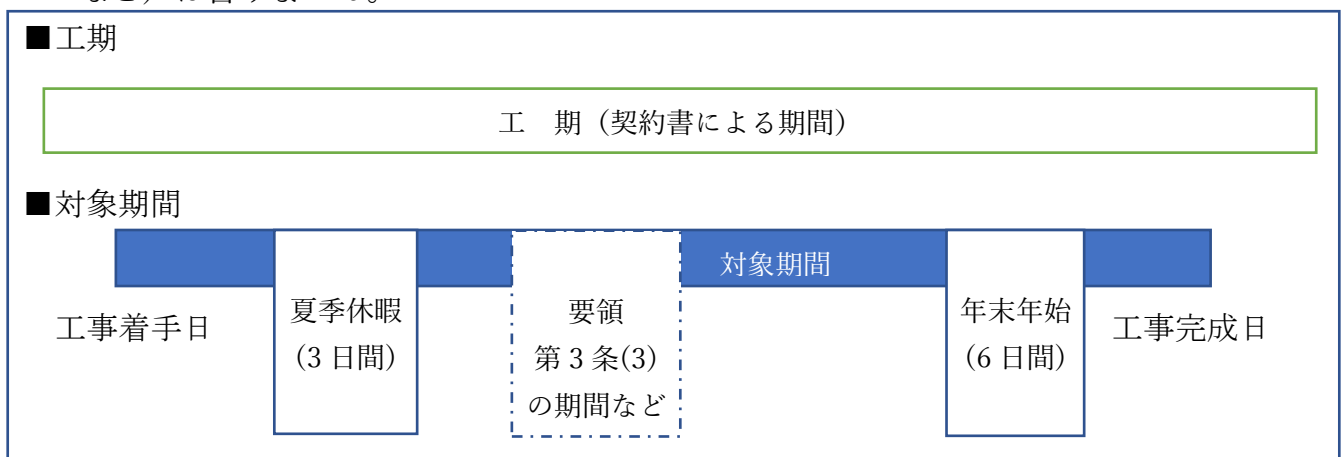 ■工期
工　期（契約書による期間）
■対象期間
対象期間
工事着手日
夏季休暇
（3 日間）
要領
第 3 条(3)
の期間など
年末年始
（6 日間）
工事完成日